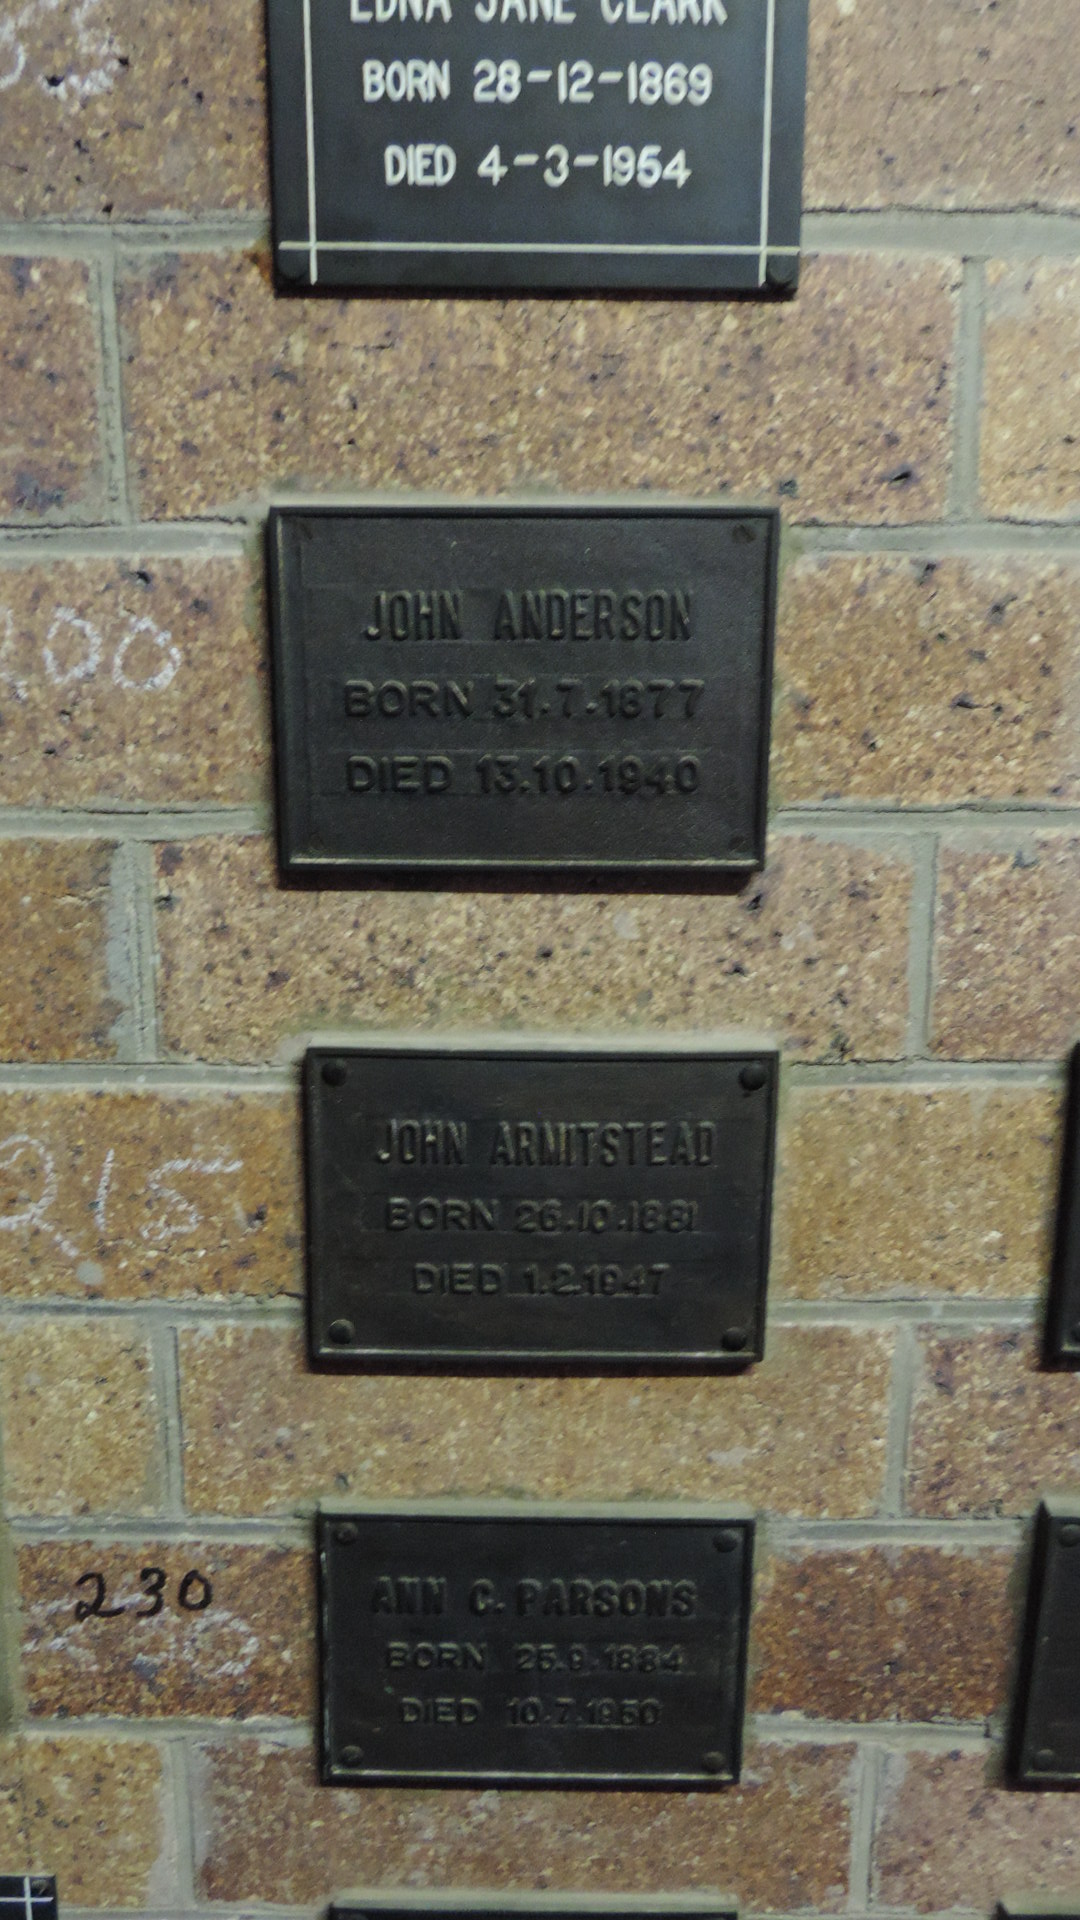 EDNA JANE CLARK
BORN 28-12-1869
DIED 4-3-1954
JOHN ANDERSON
BORN 31.7.1877
DIED 13.10.1940
200
JOHN ARMITSTEAD
BORN 26.10.1881
DIED 1.2.1947
215
ANN C. PARSONS
BORN 25.9.1884
DIED 10.7.1950
230